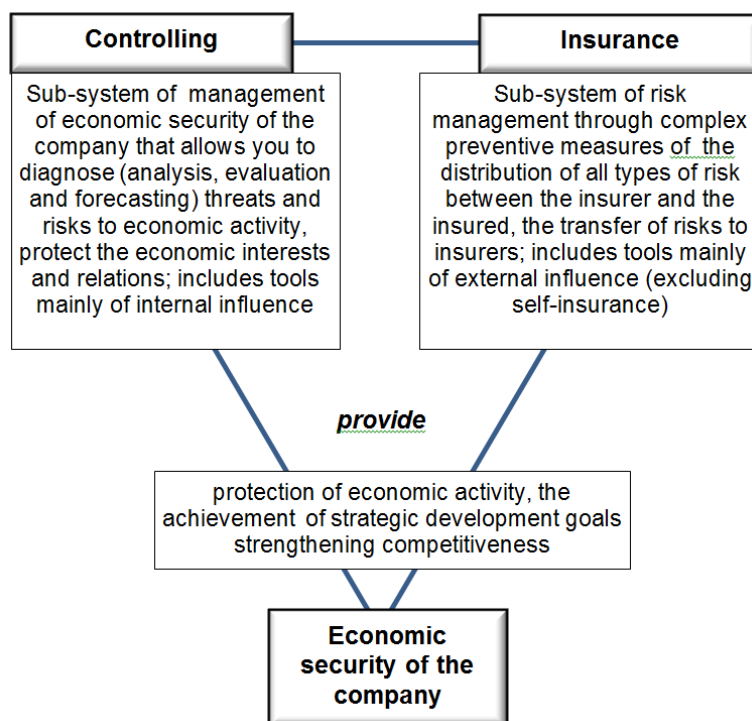 Controlling
Sub-system of management
of economic security of the
company that allows you to
diagnose (analysis, evaluation
and forecasting) threats and
risks to economic activity,
protect the economic interests
and relations; includes tools
mainly of internal influence
Insurance
Sub-system of risk
management through complex
preventive measures of the
distribution of all types of risk
between the insurer and the
insured, the transfer of risks to
insurers; includes tools mainly
of external influence (excluding
self-insurance)
provide
protection of economic activity, the
achievement of strategic development goals
strengthening competitiveness
Economic
security of the
company